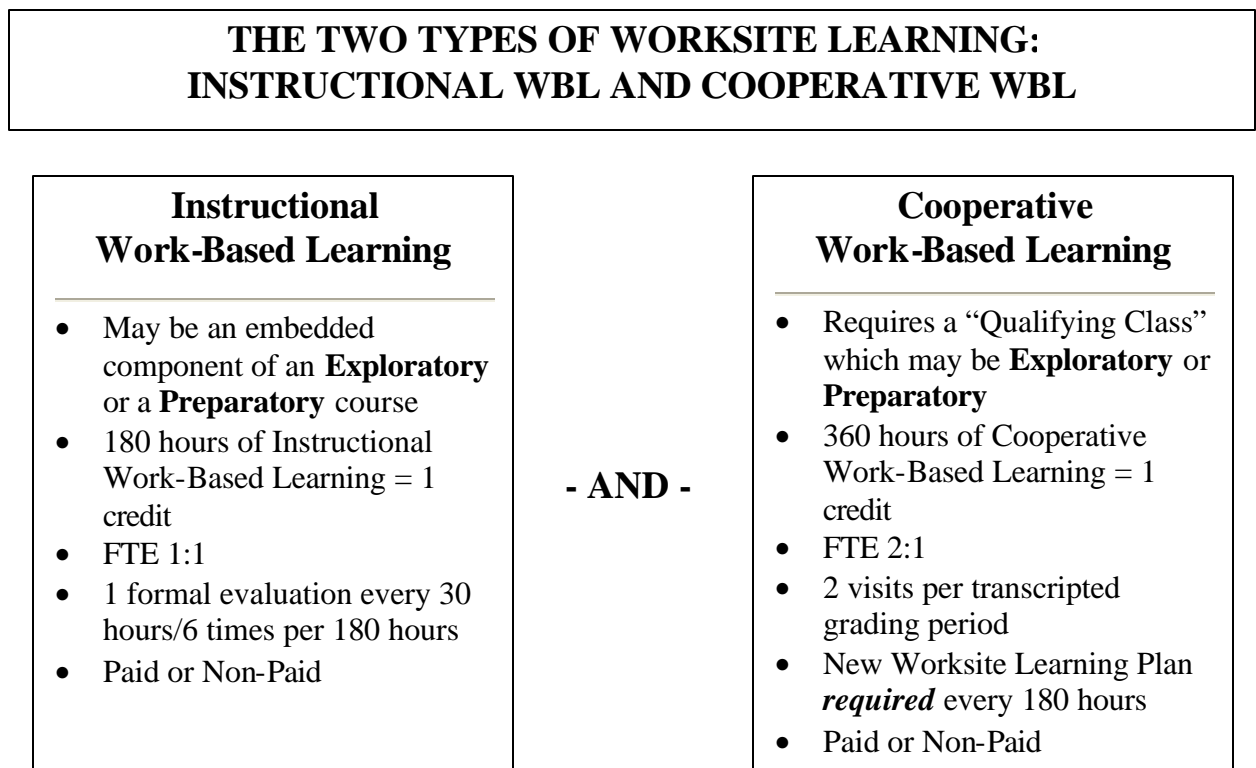 THE TWO TYPES OF WORKSITE LEARNING:
INSTRUCTIONAL WBL AND COOPERATIVE WBL
Instructional
Work-Based Learning
• May be an embedded
component of an Exploratory
or a Preparatory course
• 180 hours of Instructional
Work-Based Learning = 1
credit
• FTE 1:1
• 1 formal evaluation every 30
hours/6 times per 180 hours
• Paid or Non-Paid
- AND -
Cooperative
Work-Based Learning
• Requires a “Qualifying Class”
which may be Exploratory or
Preparatory
• 360 hours of Cooperative
Work-Based Learning = 1
credit
• FTE 2:1
• 2 visits per transcripted
grading period
• New Worksite Learning Plan
required every 180 hours
• Paid or Non-Paid